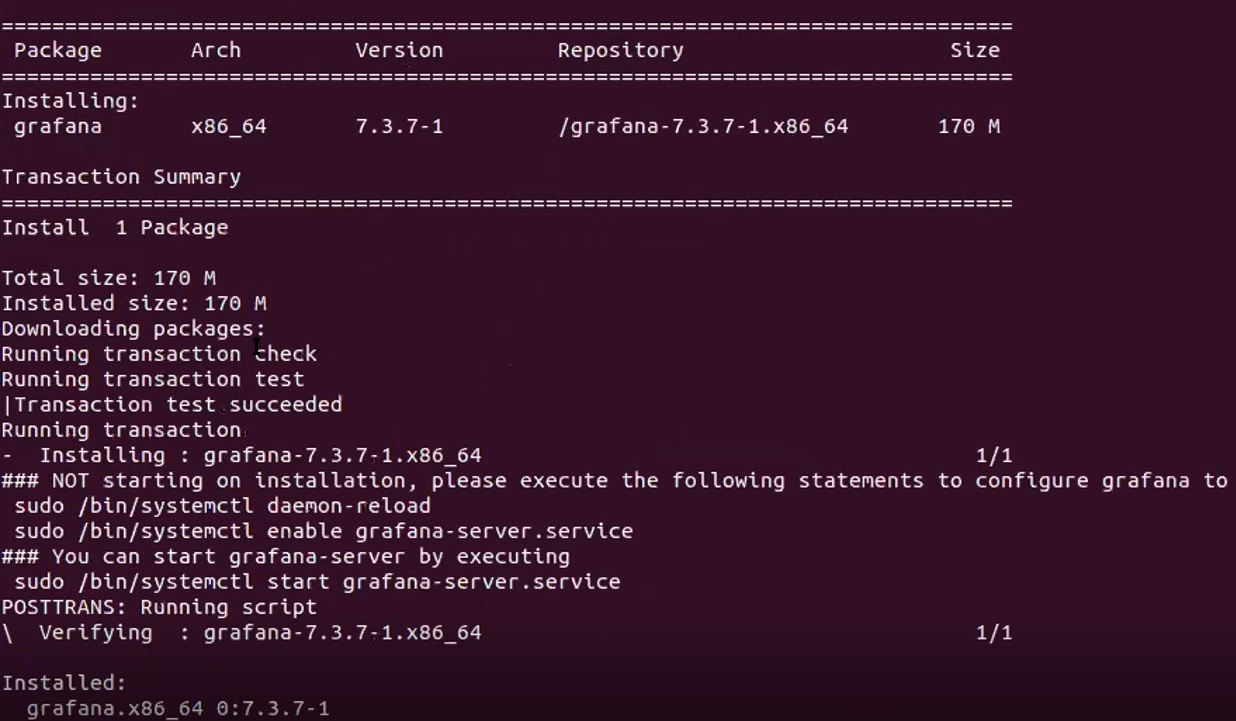 ================================================================================
Package Arch Version Repository Size
================================================================================
Installing:
grafana x86_64 7.3.7-1 /grafana-7.3.7-1.x86_64 170 M
Transaction Summary
================================================================================
Install 1 Package
Total size: 170 M
Installed size: 170 M
Downloading packages:
Running transaction check
Running transaction test
|Transaction test succeeded
Running transaction
- Installing : grafana-7.3.7-1.x86_64 1/1
### NOT starting on installation, please execute the following statements to configure grafana to
sudo /bin/systemctl daemon-reload
sudo /bin/systemctl enable grafana-server.service
### You can start grafana-server by executing
sudo /bin/systemctl start grafana-server.service
POSTTRANS: Running script
\ Verifying : grafana-7.3.7-1.x86_64 1/1
Installed:
grafana.x86_64 0:7.3.7-1